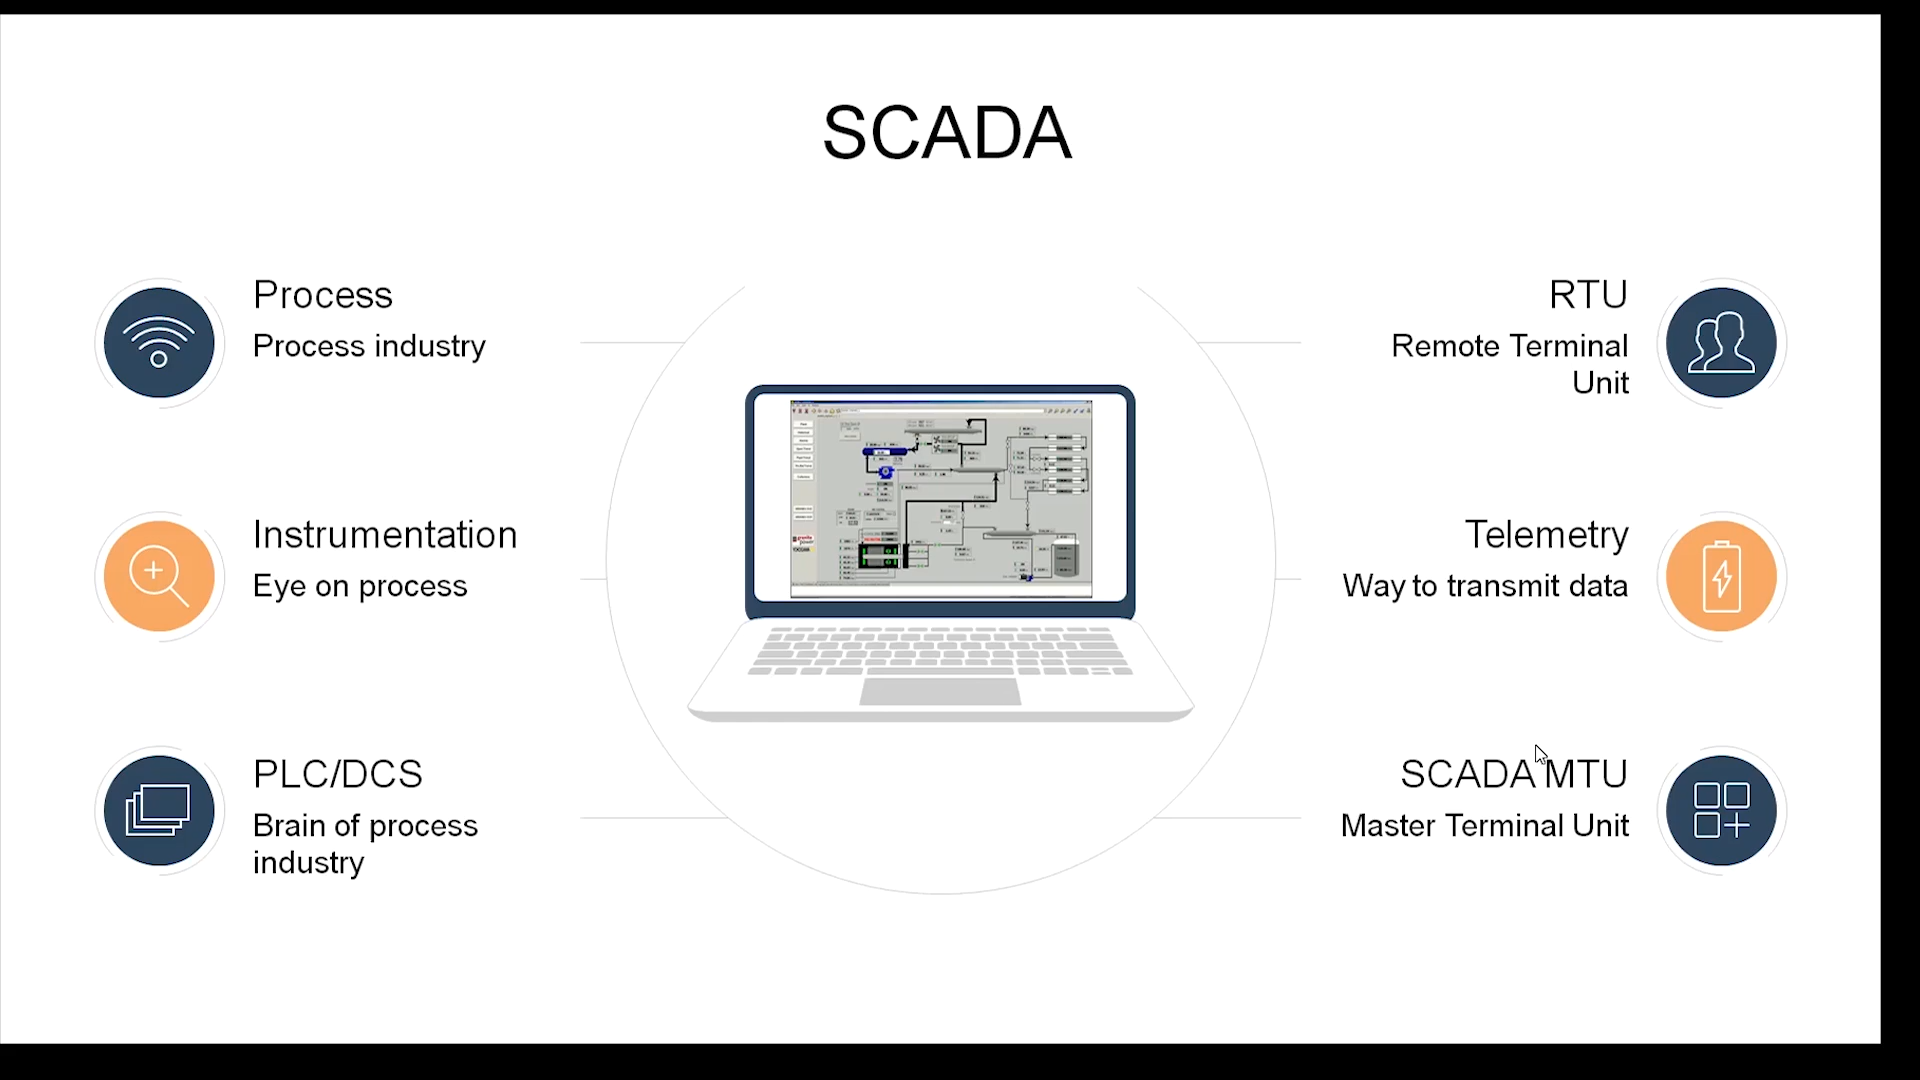 SCADA
Process
Process industry
Instrumentation
Eye on process
PLC/DCS
Brain of process
industry
RTU
Remote Terminal
Unit
Telemetry
Way to transmit data
SCADA MTU
Master Terminal Unit